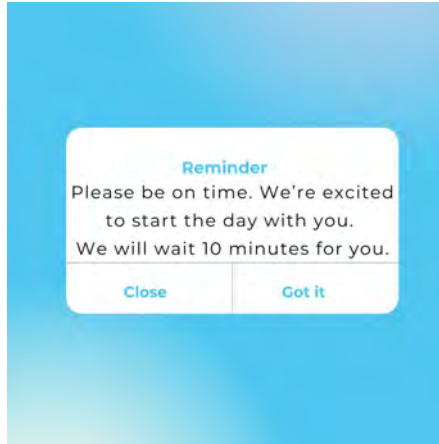 Reminder
Please be on time. We're excited
to start the day with you.
We will wait 10 minutes for you.
Close
Got it